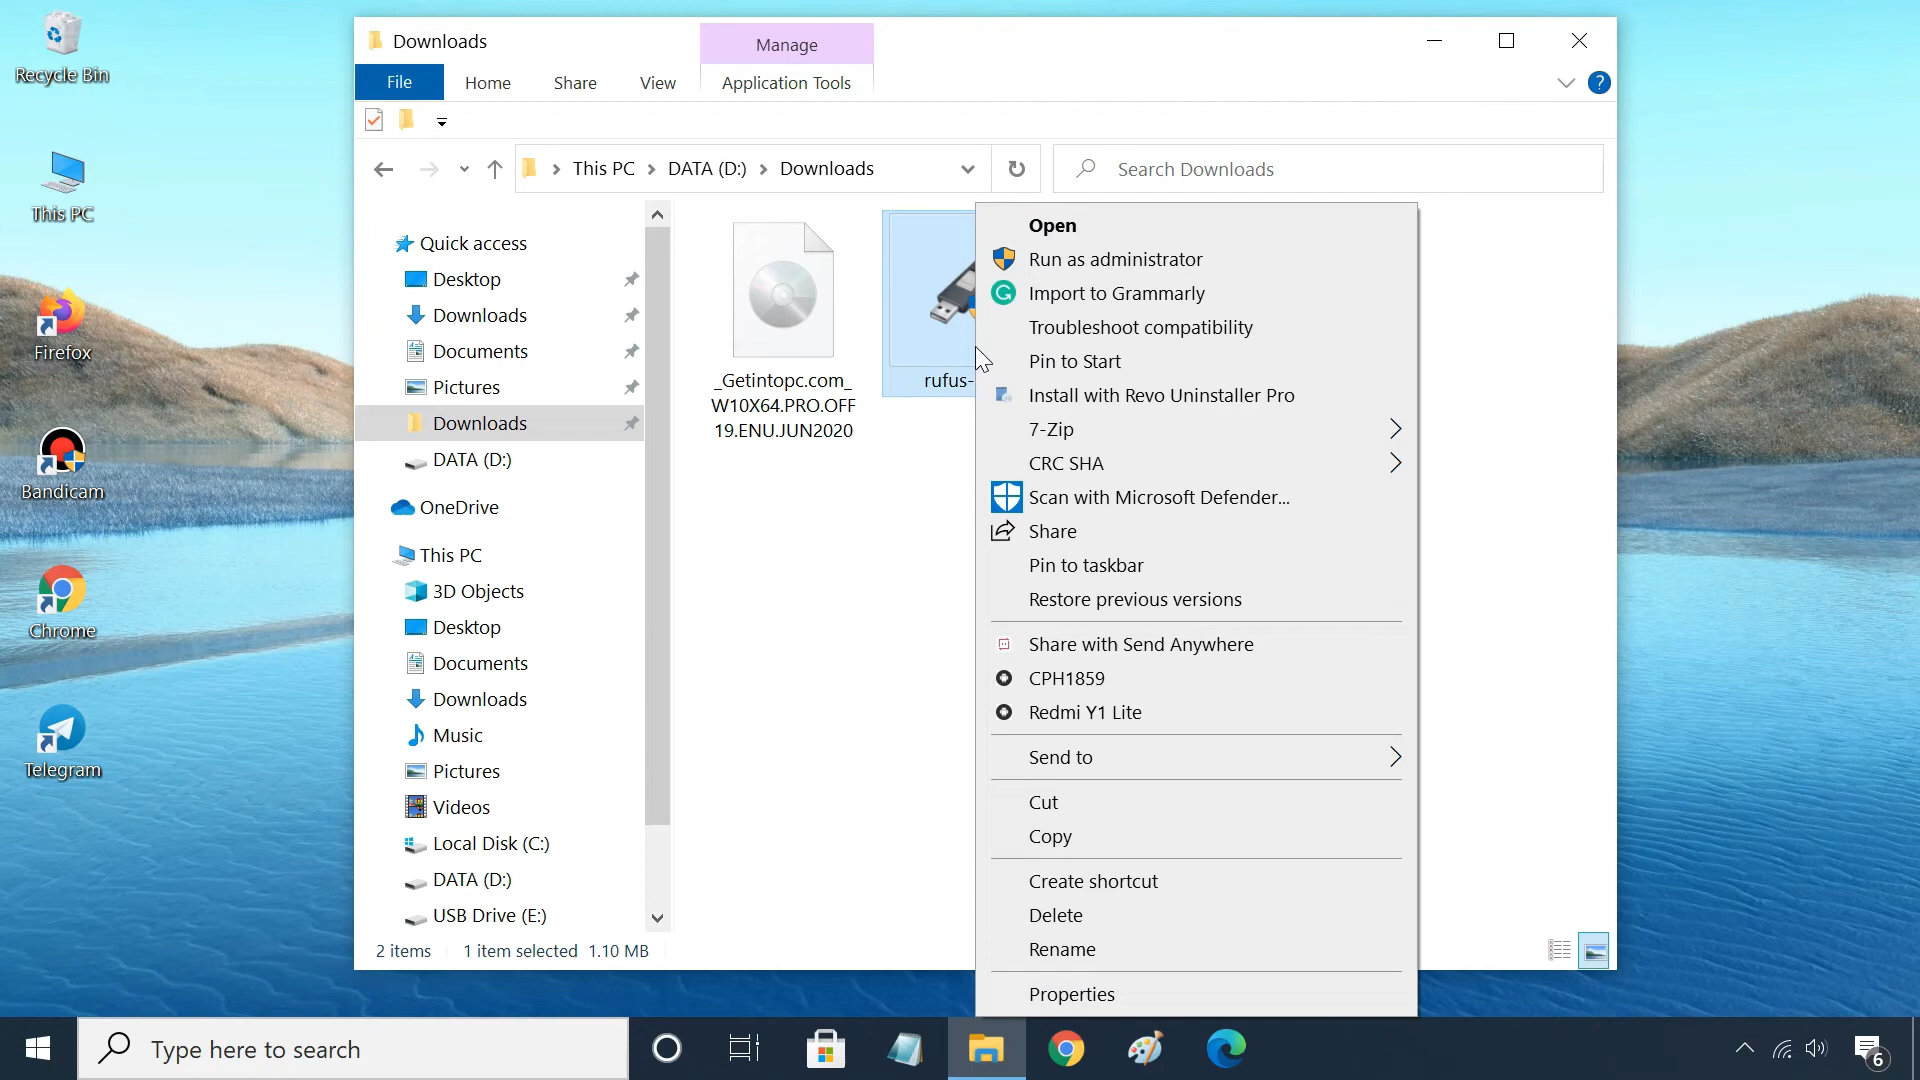 Recycle Bin
This PC
Firefox
Bandicam
Chrome
Telegram
Downloads
Manage
File
Home
Share
View
Application Tools
?
This PC
DATA (D:)
Downloads
Search Downloads
Quick access
Desktop
Downloads
Documents
Pictures
Downloads
DATA (D:)
OneDrive
This PC
3D Objects
Desktop
Documents
Downloads
Music
Pictures
Videos
Local Disk (C:)
DATA (D:)
USB Drive (E:)
_Getintopc.com_
W10X64.PRO.OFF
19.ENU.JUN2020
rufus-
Open
Run as administrator
Import to Grammarly
Troubleshoot compatibility
Pin to Start
Install with Revo Uninstaller Pro
7-Zip
CRC SHA
Scan with Microsoft Defender...
Share
Pin to taskbar
Restore previous versions
Share with Send Anywhere
CPH1859
Redmi Y1 Lite
Send to
Cut
Copy
Create shortcut
Delete
Rename
Properties
2 items
1 item selected 1.10 MB
Type here to search
6